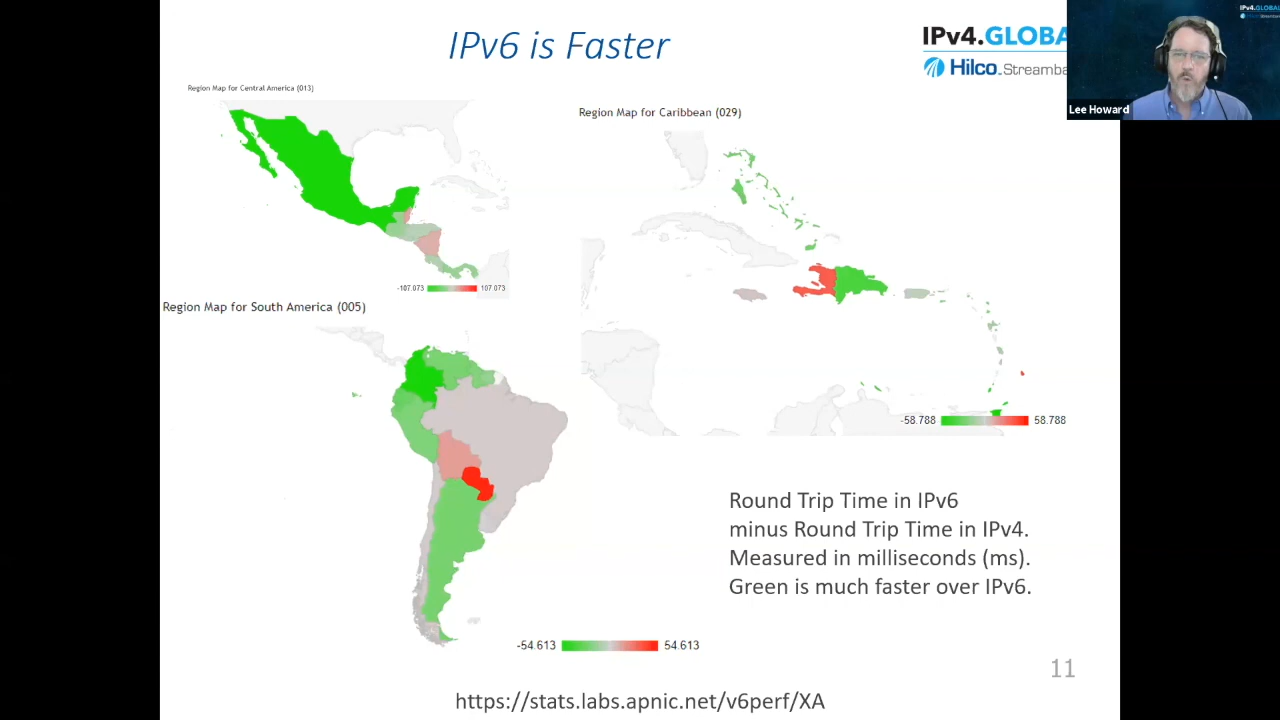 IPv6 is Faster
IPv4.GLOBA
Hilco Streamba
IPv4.GLOBAL
Lee Howard
Region Map for Central America (013)
Region Map for Caribbean (029)
-107.073 107.073
Region Map for South America (005)
-58.788 58.788
Round Trip Time in IPv6
minus Round Trip Time in IPv4.
Measured in milliseconds (ms).
Green is much faster over IPv6.
-54.613 54.613
11
https://stats.labs.apnic.net/v6perf/XA